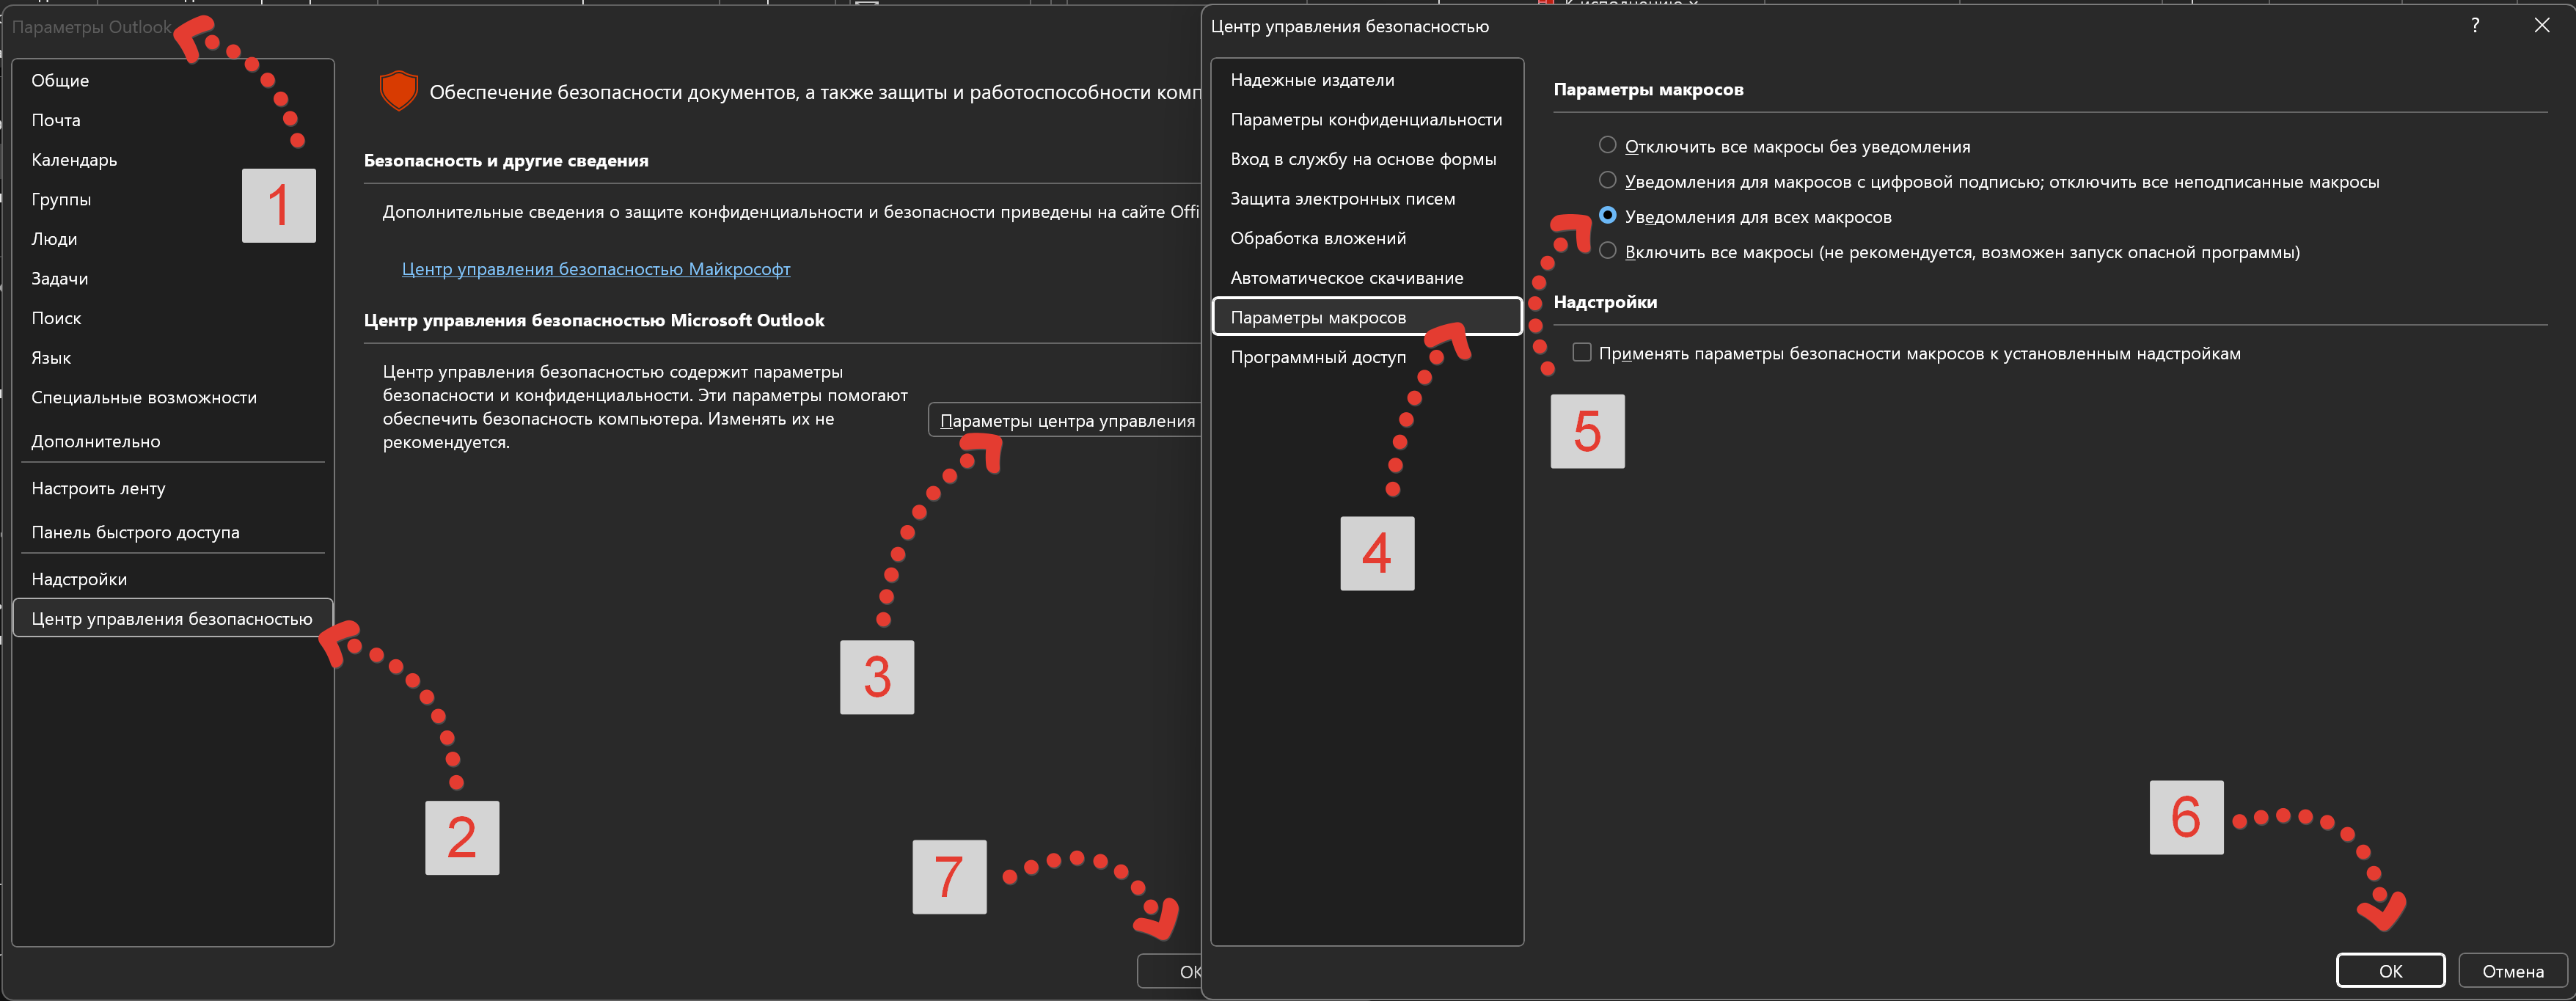 Параметры Outlook
Общие
Почта
Календарь
Группы
Люди
Задачи
Поиск
Язык
Специальные возможности
Дополнительно
Настроить ленту
Панель быстрого доступа
Надстройки
Центр управления безопасностью
1
2
Обеспечение безопасности документов, а также защиты и работоспособности комп
Безопасность и другие сведения
Дополнительные сведения о защите конфиденциальности и безопасности приведены на сайте Offi
Центр управления безопасностью Майкрософт
Центр управления безопасностью Microsoft Outlook
Центр управления безопасностью содержит параметры
безопасности и конфиденциальности. Эти параметры помогают
обеспечить безопасность компьютера. Изменять их не
рекомендуется.
Параметры центра управления
3
7
ОК
Центр управления безопасностью
?
Надежные издатели
Параметры конфиденциальности
Вход в службу на основе формы
Защита электронных писем
Обработка вложений
Автоматическое скачивание
Параметры макросов
Программный доступ
4
Параметры макросов
Отключить все макросы без уведомления
Уведомления для макросов с цифровой подписью; отключить все неподписанные макросы
Уведомления для всех макросов
Включить все макросы (не рекомендуется, возможен запуск опасной программы)
Надстройки
Применять параметры безопасности макросов к установленным надстройкам
5
6
ОК
Отмена